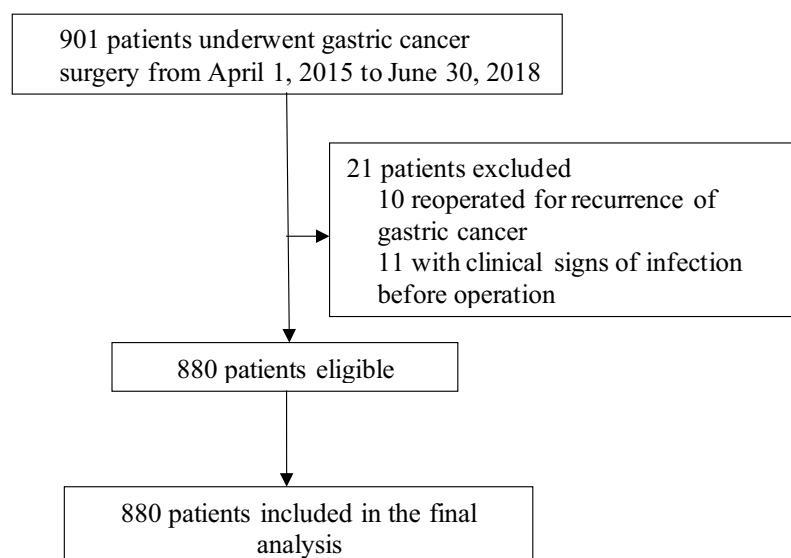 901 patients underwent gastric cancer
surgery from April 1, 2015 to June 30, 2018
21 patients excluded
10 reoperated for recurrence of
gastric cancer
11 with clinical signs of infection
before operation
880 patients eligible
880 patients included in the final
analysis